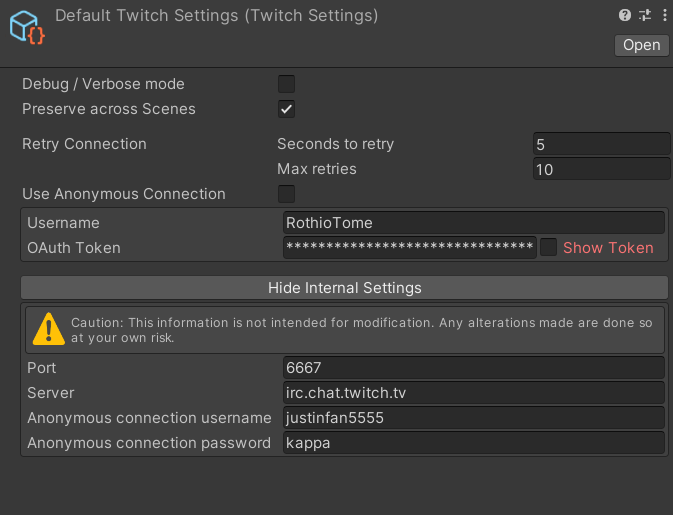 Default Twitch Settings (Twitch Settings)
Open
Debug / Verbose mode
Preserve across Scenes
Retry Connection Seconds to retry 5
Max retries 10
Use Anonymous Connection
Username RothioTome
OAuth Token ******************************* Show Token
Hide Internal Settings
Caution: This information is not intended for modification. Any alterations made are done so
at your own risk.
Port 6667
Server irc.chat.twitch.tv
Anonymous connection username justinfan5555
Anonymous connection password kappa